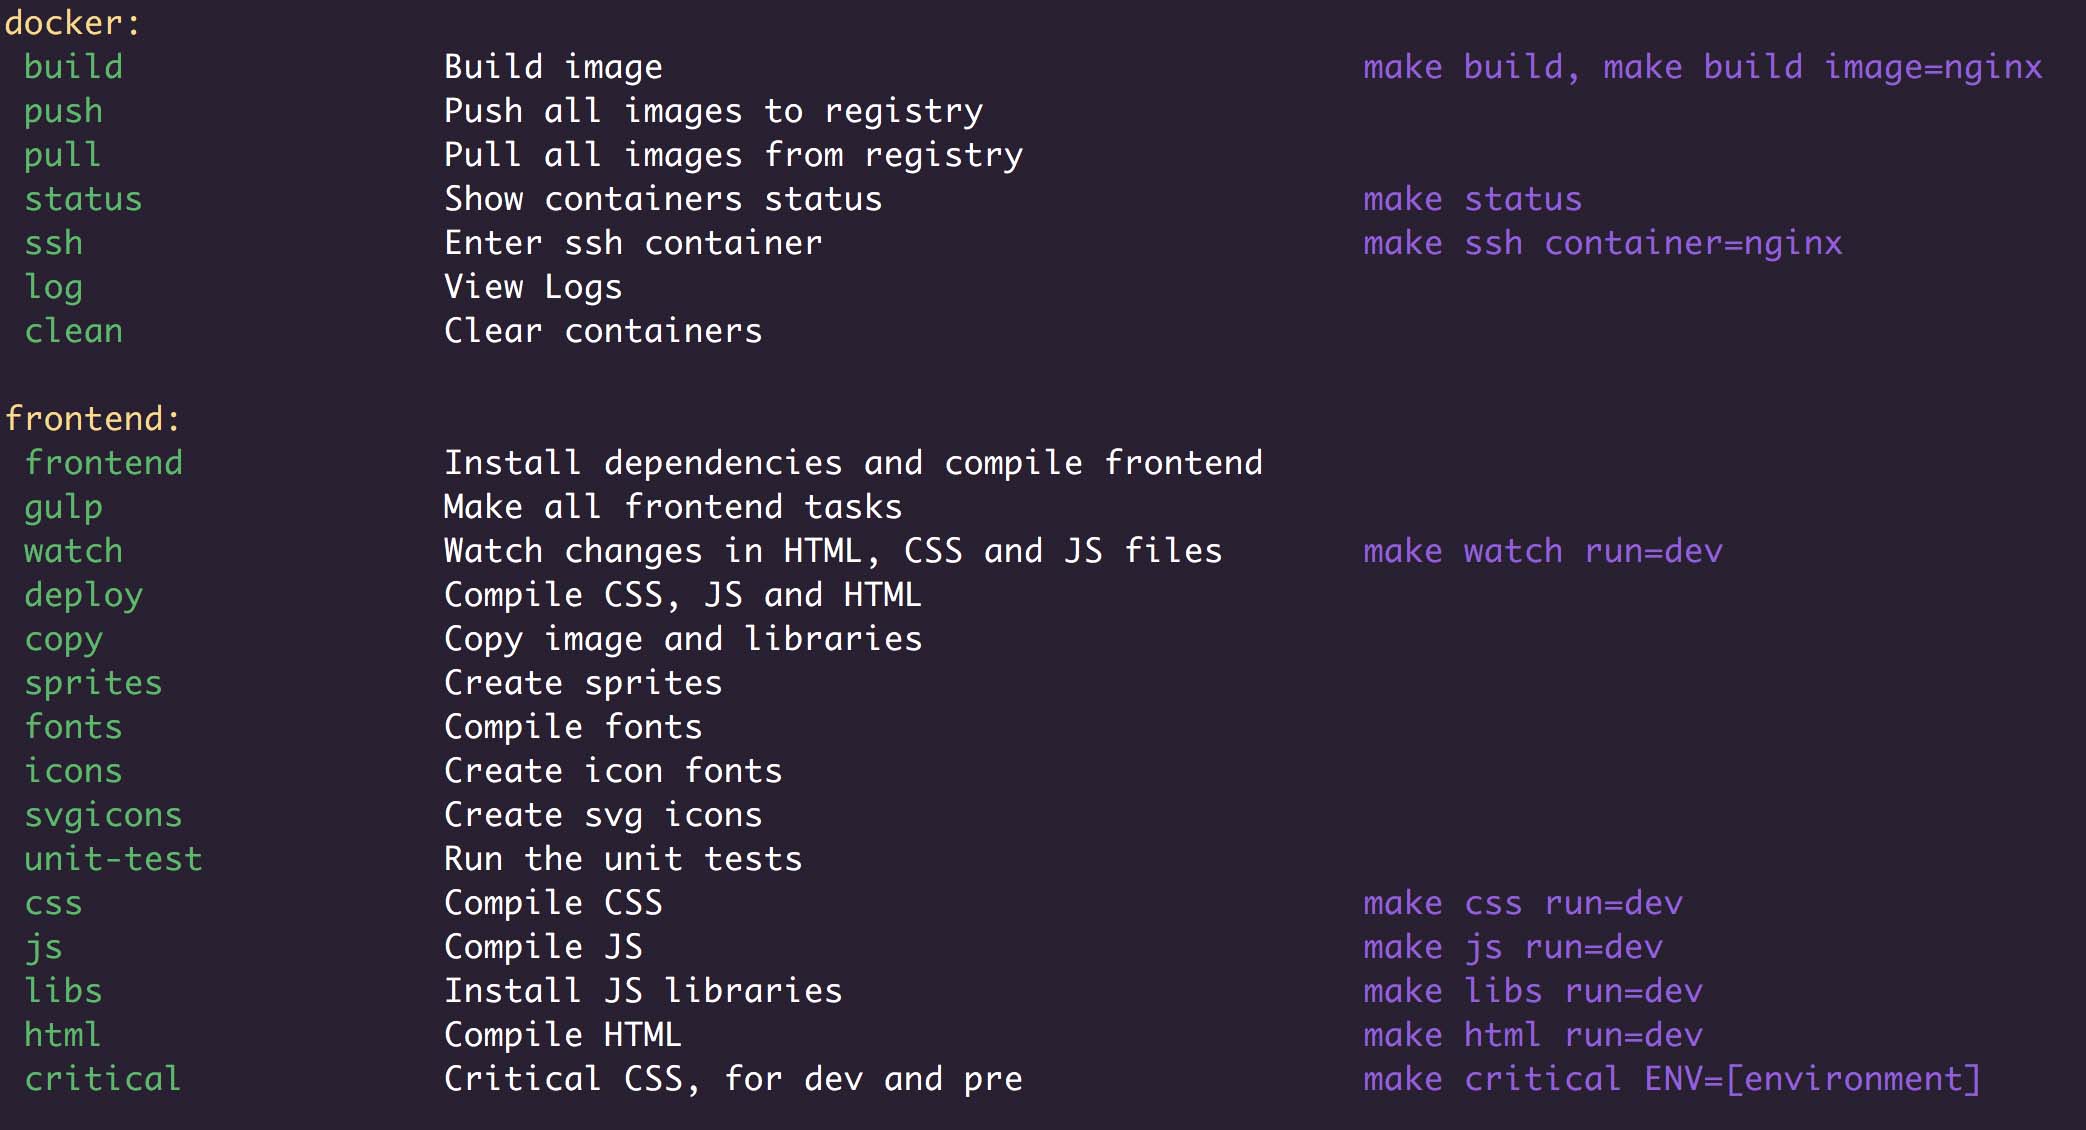 docker:
build Build image make build, make build image=nginx
push Push all images to registry
pull Pull all images from registry
status Show containers status make status
ssh Enter ssh container make ssh container=nginx
log View Logs
clean Clear containers
frontend:
frontend Install dependencies and compile frontend
gulp Make all frontend tasks
watch Watch changes in HTML, CSS and JS files make watch run=dev
deploy Compile CSS, JS and HTML
copy Copy image and libraries
sprites Create sprites
fonts Compile fonts
icons Create icon fonts
svgicons Create svg icons
unit-test Run the unit tests
css Compile CSS make css run=dev
js Compile JS make js run=dev
libs Install JS libraries make libs run=dev
html Compile HTML make html run=dev
critical Critical CSS, for dev and pre make critical ENV=[environment]